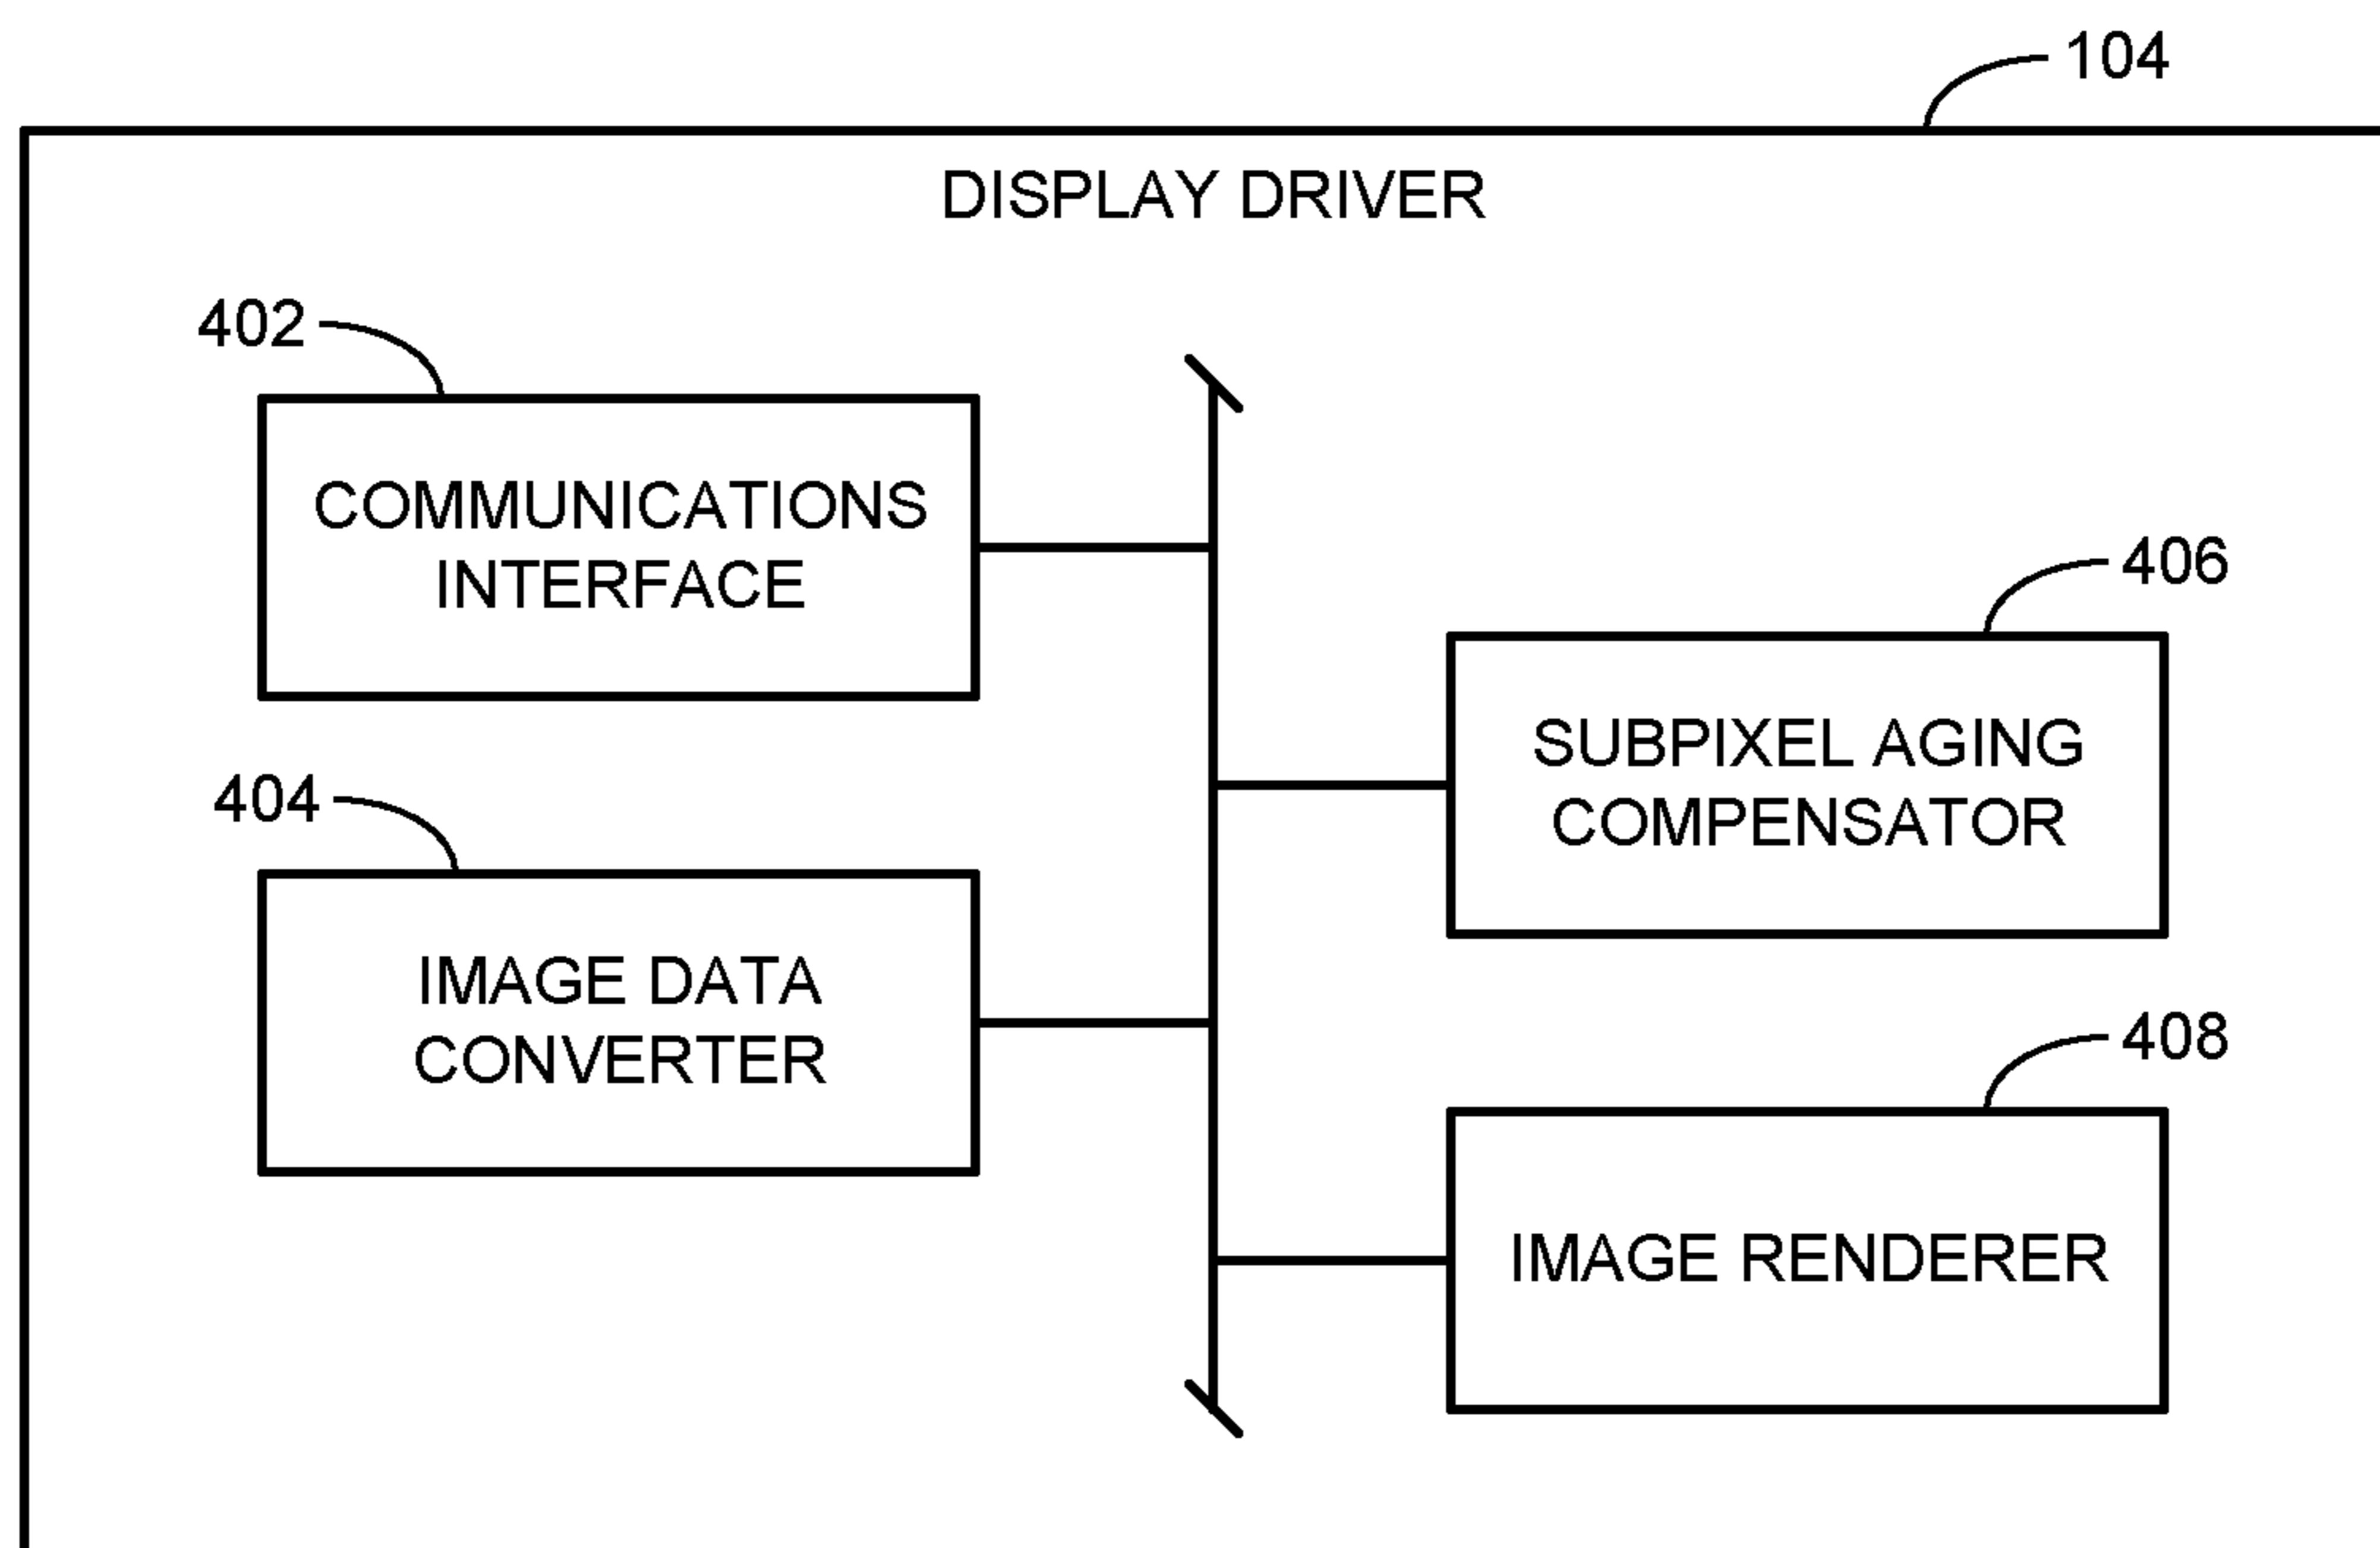 104
DISPLAY DRIVER
402
COMMUNICATIONS
INTERFACE
404
IMAGE DATA
CONVERTER
406
SUBPIXEL AGING
COMPENSATOR
408
IMAGE RENDERER